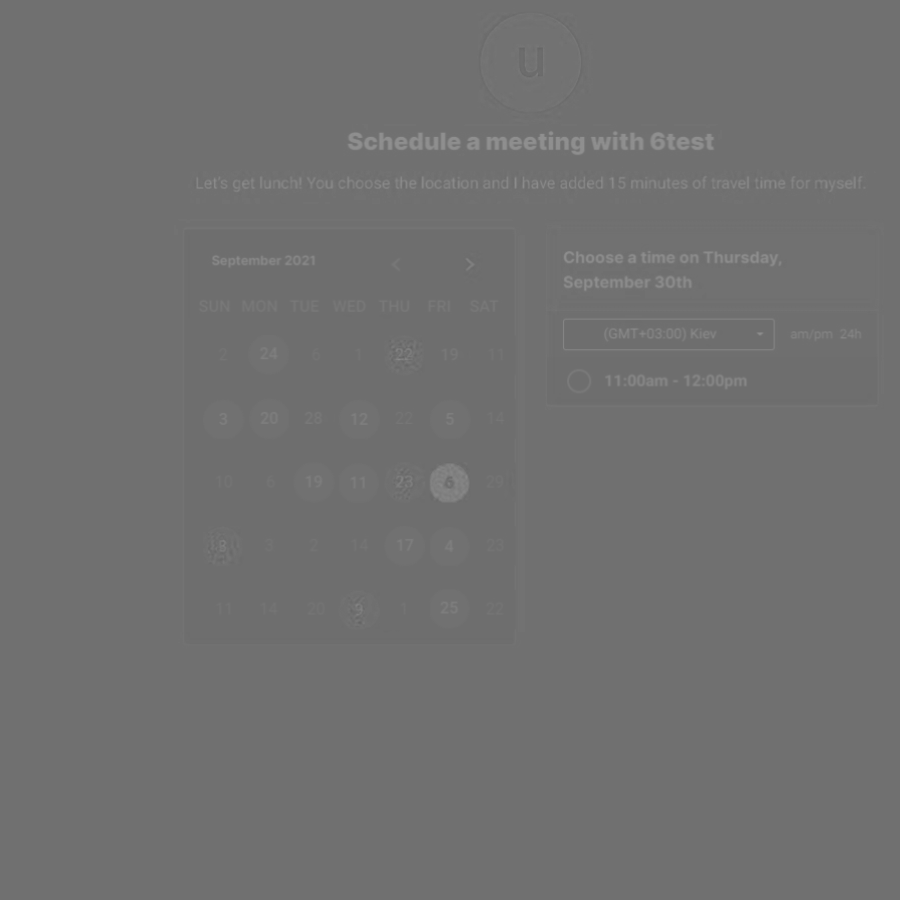 u
Schedule a meeting with 6test
Let's get lunch! You choose the location and I have added 15 minutes of travel time for myself.
September 2021
SUN MON TUE WED THU FRI SAT
2 24 6 1 22 19 11
3 20 28 12 22 5 14
10 6 19 11 23 6 29
8 3 2 14 17 4 23
11 14 20 9 1 25 22
Choose a time on Thursday,
September 30th
(GMT+03:00) Kiev am/pm 24h
11:00am - 12:00pm